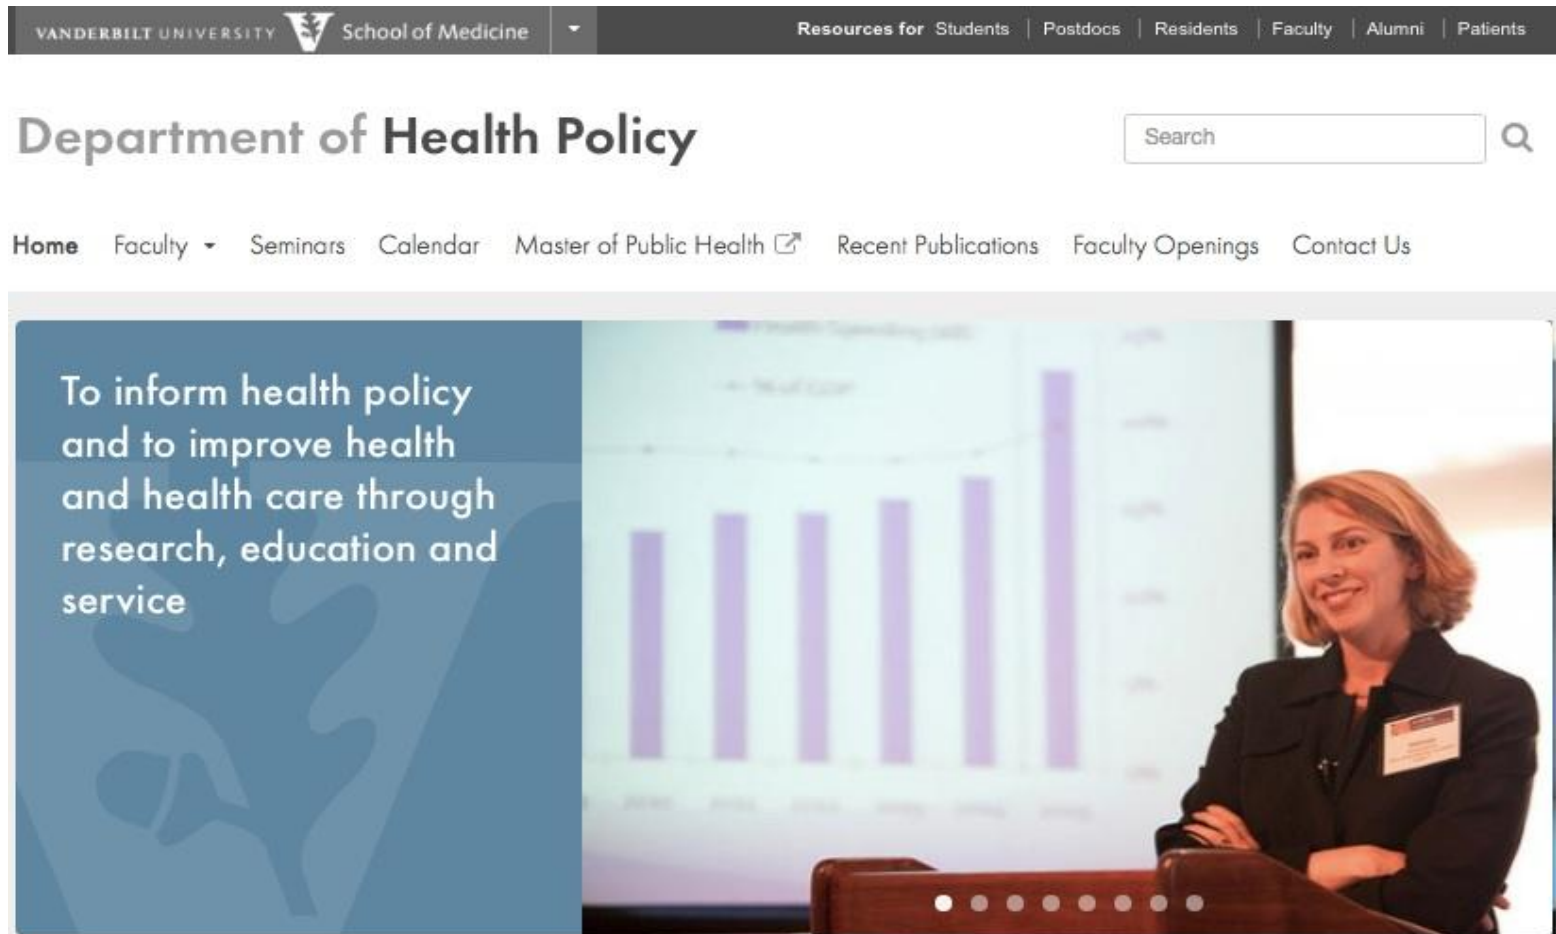 VANDERBILT UNIVERSITY School of Medicine
Resources for Students | Postdocs | Residents | Faculty | Alumni | Patients
Department of Health Policy
Search
Home Faculty Seminars Calendar Master of Public Health Recent Publications Faculty Openings Contact Us
To inform health policy
and to improve health
and health care through
research, education and
service